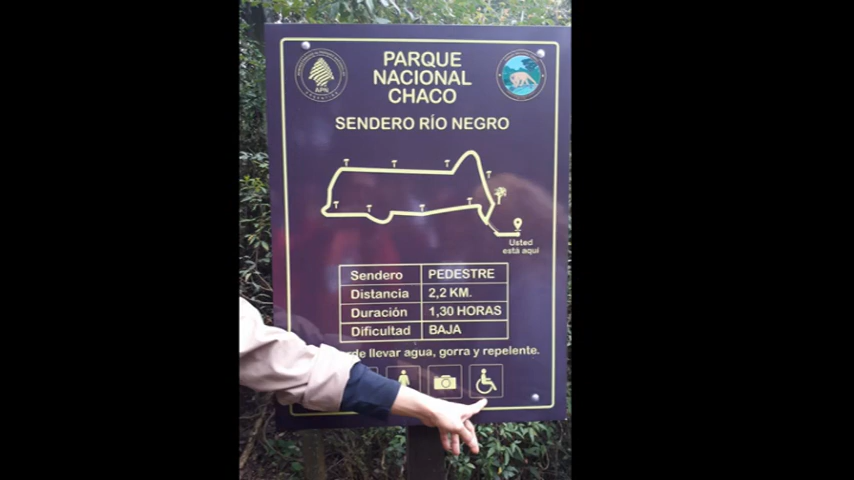 PARQUE
NACIONAL
CHACO
SENDERO RÍO NEGRO
APN
Usted
está aquí
Sendero PEDESTRE
Distancia 2,2 KM.
Duración 1,30 HORAS
Dificultad BAJA
llevar agua, gorra y repelente.